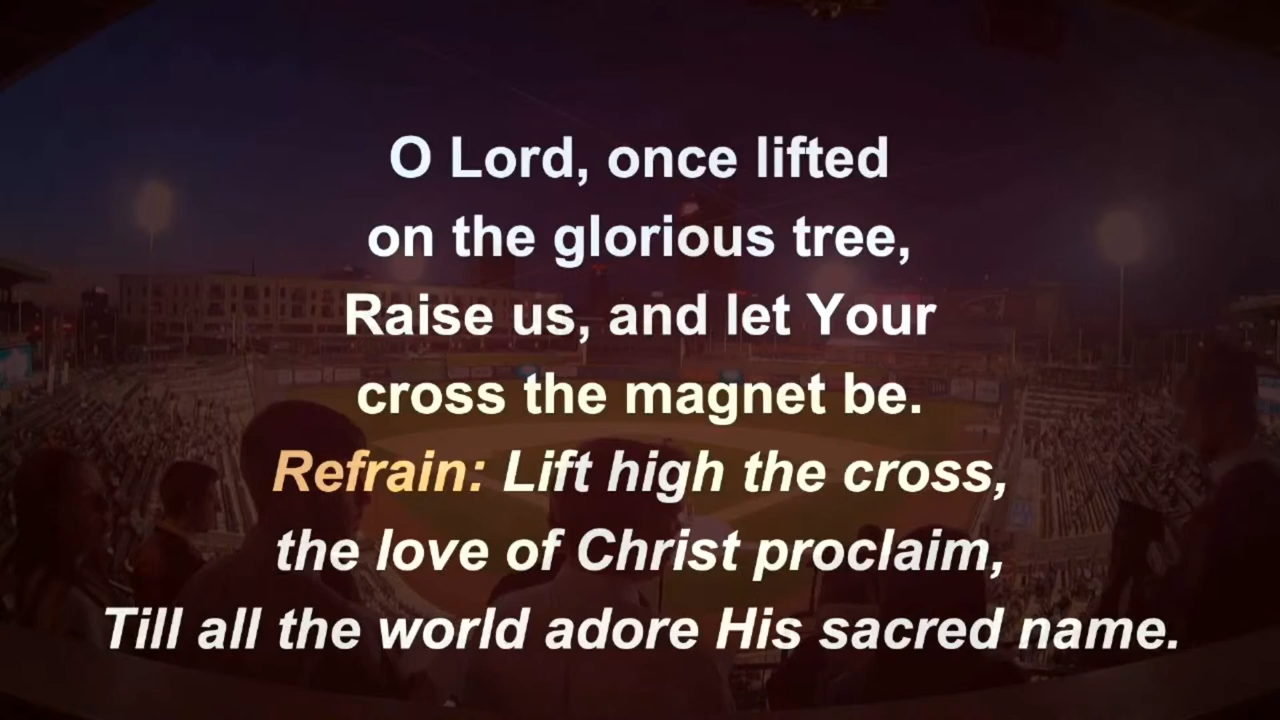 O Lord, once lifted
on the glorious tree,
Raise us, and let Your
cross the magnet be.
Refrain: Lift high the cross,
the love of Christ proclaim,
Till all the world adore His sacred name.